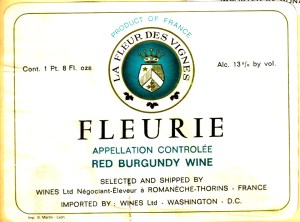 PRODUCT OF FRANCE
LA FLEUR DES VIGNES
Cont. 1 Pt. 8 Fl. ozs
Alc. 13 % by vol.
FLEURIE
APPELLATION CONTROLÉE
RED BURGUNDY WINE
SELECTED AND SHIPPED BY
WINES Ltd Négociant-Éleveur à ROMANÈCHE-THORINS - FRANCE
IMPORTED BY : WINES Ltd - WASHINGTON - D.C.